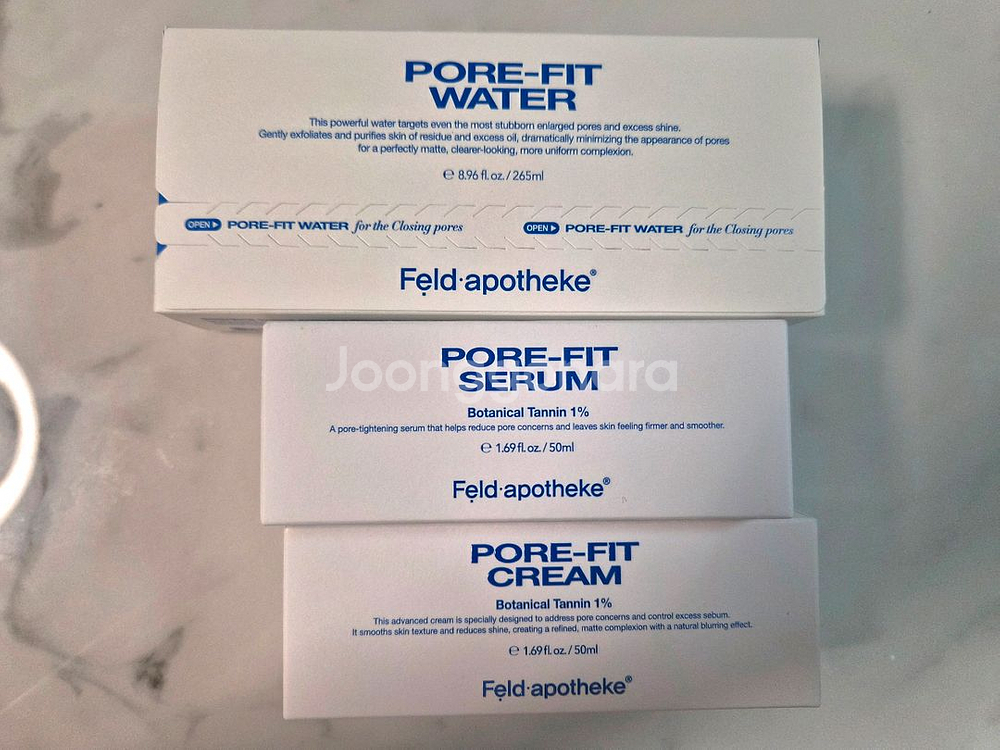 PORE-FIT
WATER
This powerful water targets even the most stubborn enlarged pores and excess shine.
Gently exfoliates and purifies skin of residue and excess oil, dramatically minimizing the appearance of pores
for a perfectly matte, clearer-looking, more uniform complexion.
℮ 8.96 fl. oz. / 265ml
OPEN ▶ PORE-FIT WATER for the Closing pores OPEN ▶ PORE-FIT WATER for the Closing pores
Fẹld·apotheke®
PORE-FIT
SERUM
Botanical Tannin 1%
A pore-tightening serum that helps reduce pore concerns and leaves skin feeling firmer and smoother.
℮ 1.69 fl. oz. / 50ml
Fẹld·apotheke®
PORE-FIT
CREAM
Botanical Tannin 1%
This advanced cream is specially designed to address pore concerns and control excess sebum.
It smooths skin texture and reduces shine, creating a refined, matte complexion with a natural blurring effect.
℮ 1.69 fl. oz. / 50ml
Fẹld·apotheke®